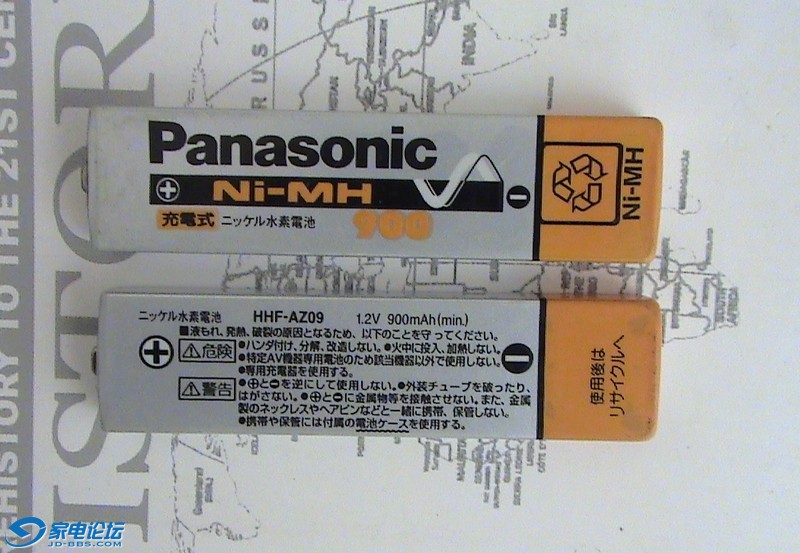 Panasonic
Ni-MH
充電式 ニッケル水素電池 900
Ni-MH
ニッケル水素電池 HHF-AZ09 1.2V 900mAh(min.)
■液もれ、発熱、破裂の原因となるため、以下のことを守ってください。
⚠危険 ●ハンダ付け、分解、改造しない。●火中に投入、加熱しない。
●特定AV機器専用電池のため該当機器以外で使用しない。
●専用充電器を使用する。
⚠警告 ●⊕と⊖を逆にして使用しない。●外装チューブを破ったり、
はがさない。●⊕と⊖に金属物等を接触させない。また、金属
製のネックレスやヘアピンなどと一緒に携帯、保管しない。
●携帯や保管には付属の電池ケースを使用する。
使用後は
リサイクルへ
HISTORY TO THE 21ST CEN
ISTOR
RUSS
INDIA
MADAGASCAR
家电论坛
JD-BBS.COM